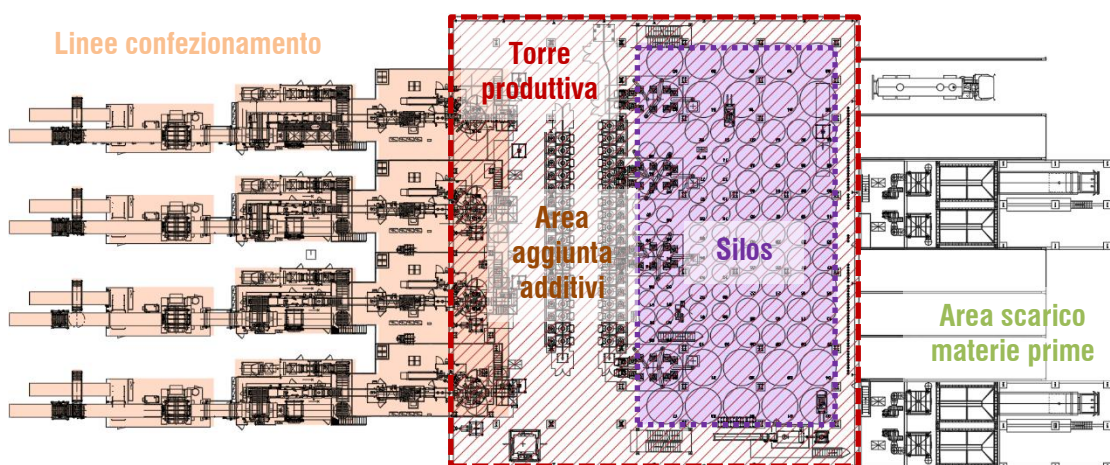 Linee confezionamento
Torre
produttiva
Area
aggiunta
additivi
Silos
Area scarico
materie prime